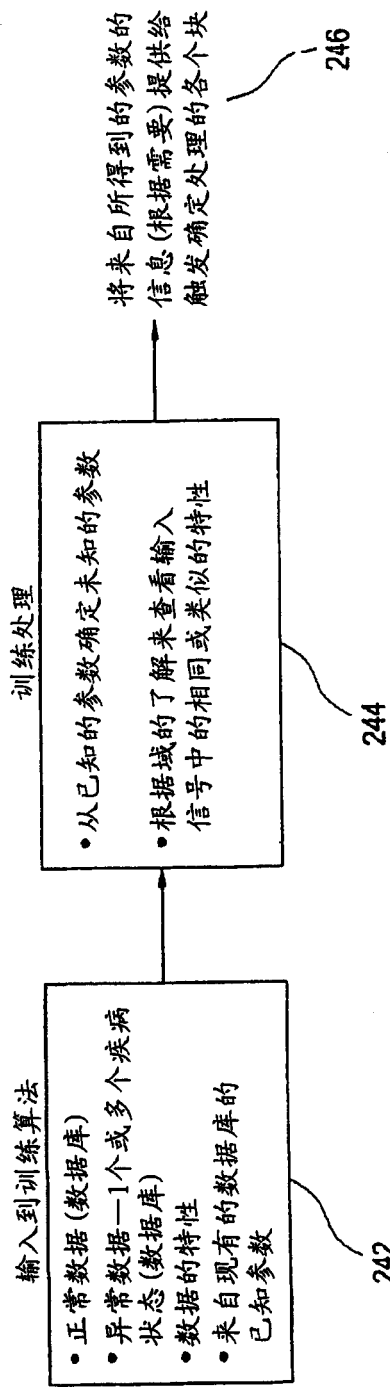 输入到训练算法
• 正常数据(数据库)
• 异常数据—1个或多个疾病
状态(数据库)
• 数据的特性
• 来自现有的数据库的
已知参数
242
训练处理
• 从已知的参数确定未知的参数
• 根据域的了解来查看输入
信号中的相同或类似的特性
244
将来自所得到的参数的
信息(根据需要)提供给
触发确定处理的各个块
246